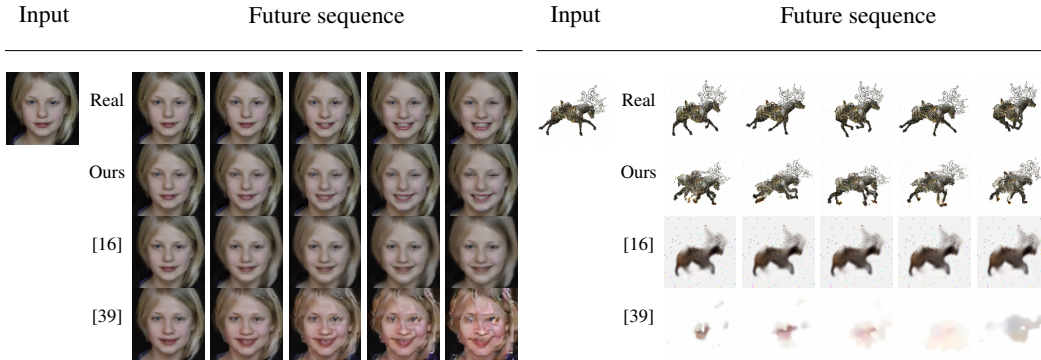 Input Future sequence
Real
Ours
[16]
[39]
Input Future sequence
Real
Ours
[16]
[39]